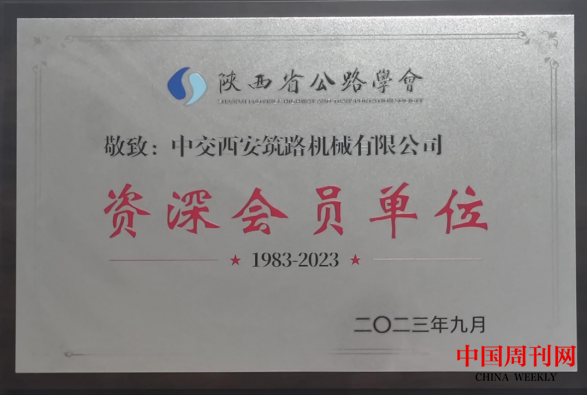 陕西省公路學會
敬致：中交西安筑路机械有限公司
资深会员单位
★ 1983-2023 ★
二〇二三年九月
中国周刊网
CHINA WEEKLY